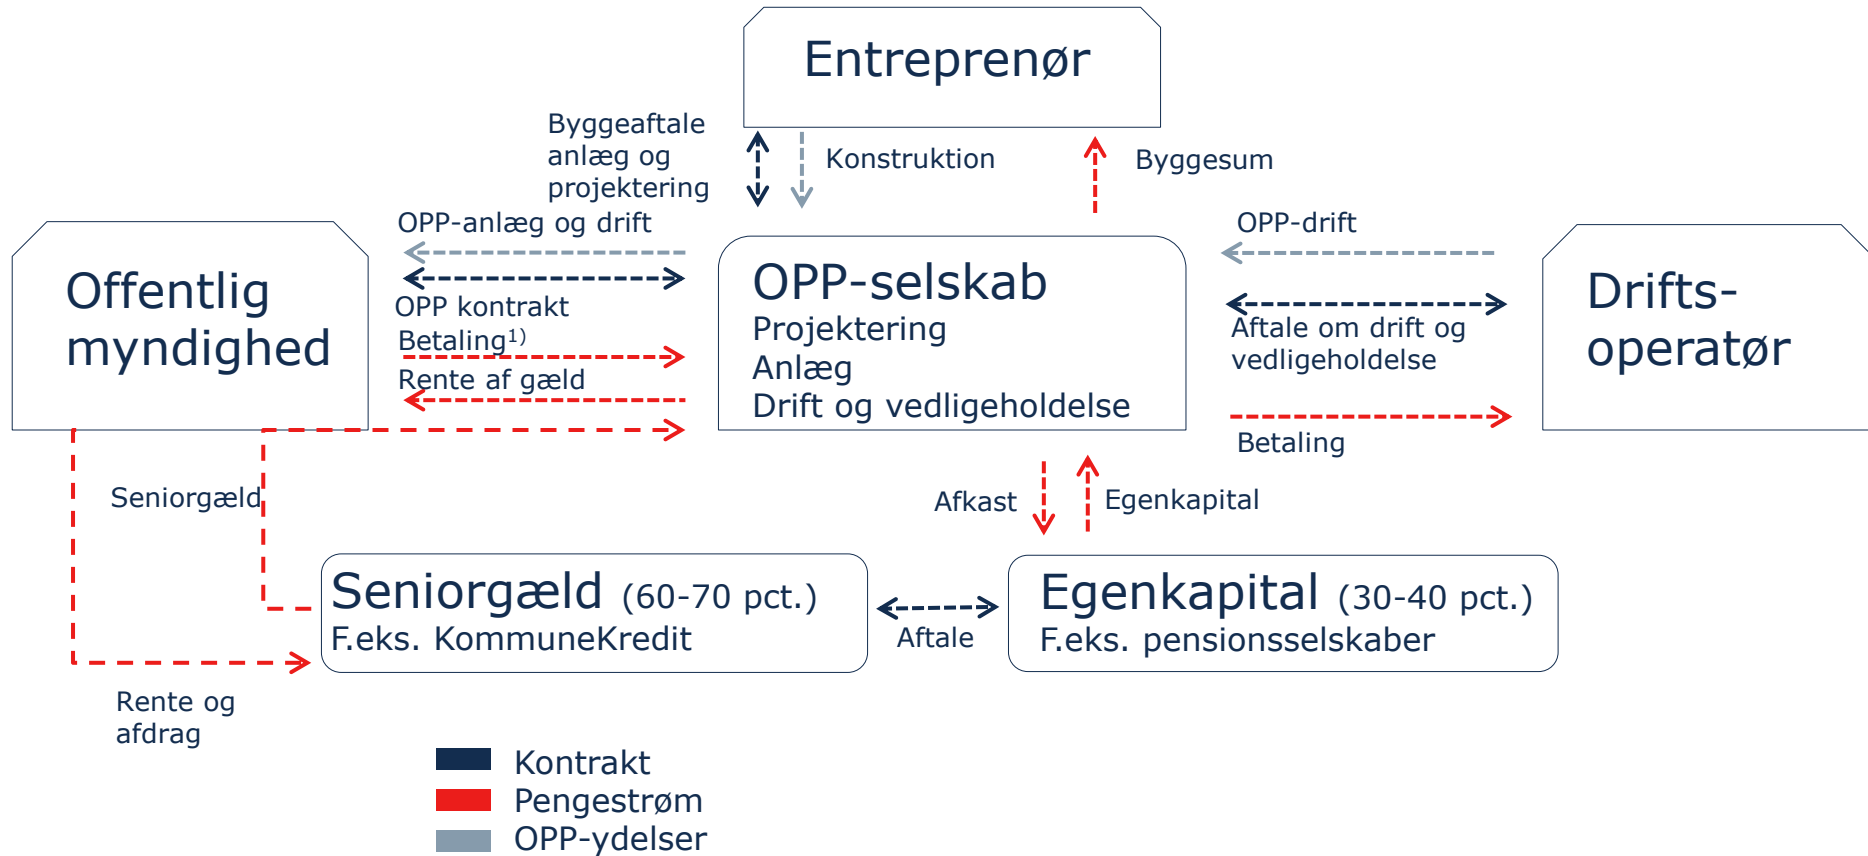 Entreprenør
Byggeaftale
anlæg og
projektering
Konstruktion
Byggesum
OPP-anlæg og drift
OPP-drift
Offentlig
myndighed
OPP kontrakt
Betaling¹⁾
Rente af gæld
OPP-selskab
Projektering
Anlæg
Drift og vedligeholdelse
Aftale om drift og
vedligeholdelse
Betaling
Drifts-
operatør
Seniorgæld
Afkast
Egenkapital
Seniorgæld (60-70 pct.)
F.eks. KommuneKredit
Aftale
Egenkapital (30-40 pct.)
F.eks. pensionsselskaber
Rente og
afdrag
Kontrakt
Pengestrøm
OPP-ydelser